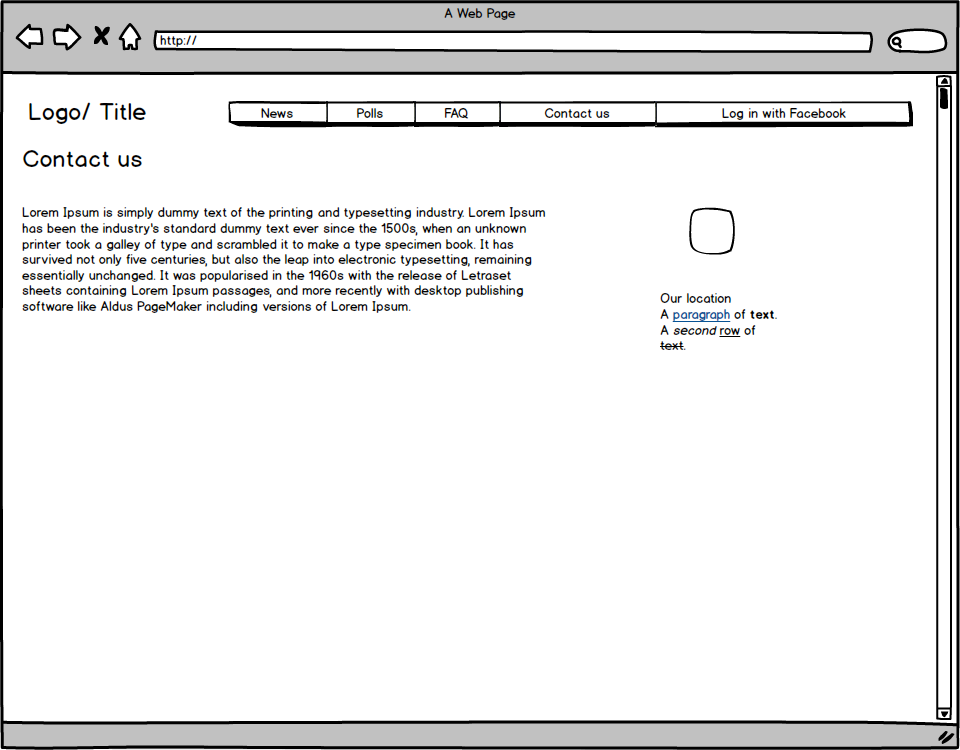 A Web Page
http://
Logo/ Title
News Polls FAQ Contact us Log in with Facebook
Contact us
Lorem Ipsum is simply dummy text of the printing and typesetting industry. Lorem Ipsum
has been the industry's standard dummy text ever since the 1500s, when an unknown
printer took a galley of type and scrambled it to make a type specimen book. It has
survived not only five centuries, but also the leap into electronic typesetting, remaining
essentially unchanged. It was popularised in the 1960s with the release of Letraset
sheets containing Lorem Ipsum passages, and more recently with desktop publishing
software like Aldus PageMaker including versions of Lorem Ipsum.
Our location
A paragraph of text.
A second row of
text.